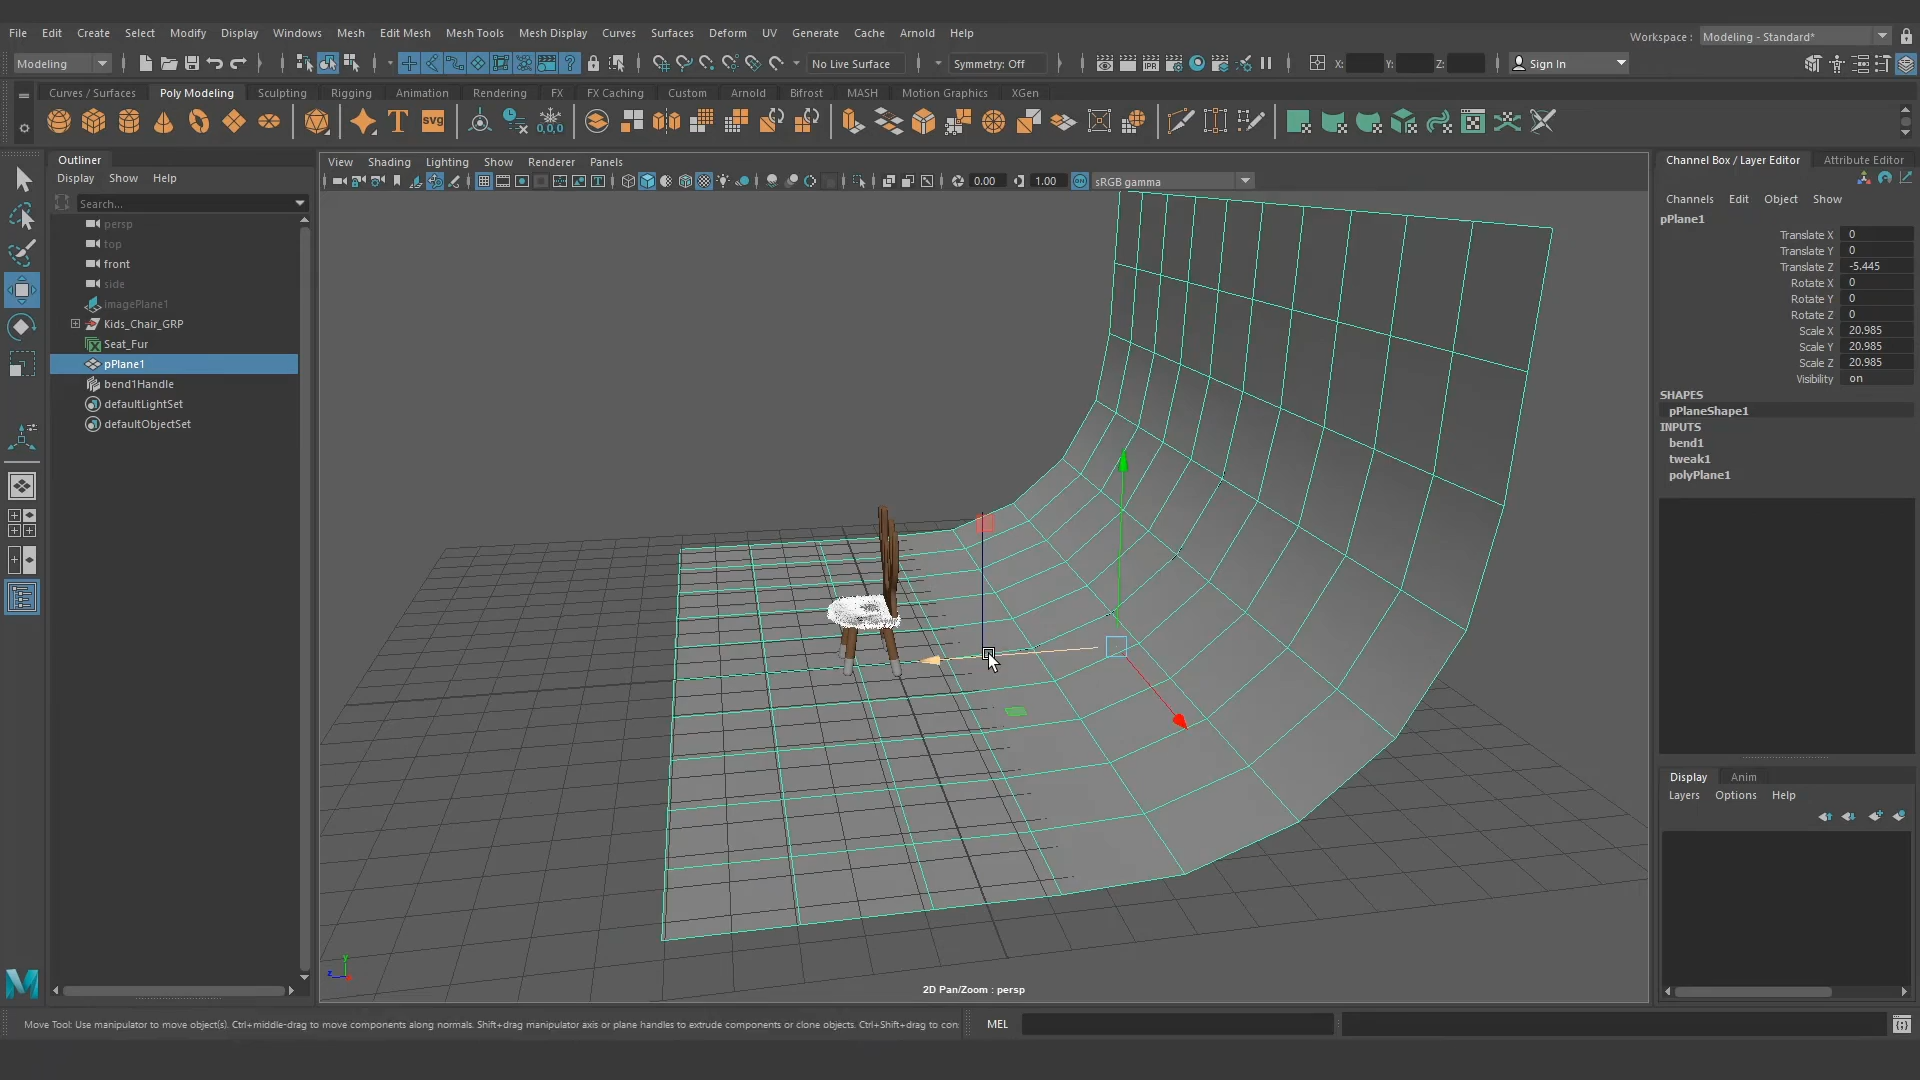 File Edit Create Select Modify Display Windows Mesh Edit Mesh Mesh Tools Mesh Display Curves Surfaces Deform UV Generate Cache Arnold Help
Workspace : Modeling - Standard*
Modeling No Live Surface Symmetry: Off X: Y: Z: Sign In
Curves / Surfaces Poly Modeling Sculpting Rigging Animation Rendering FX FX Caching Custom Arnold Bifrost MASH Motion Graphics XGen
T svg 0,0,0
Outliner
Display Show Help
Search...
persp
top
front
side
imagePlane1
Kids_Chair_GRP
Seat_Fur
pPlane1
bend1Handle
defaultLightSet
defaultObjectSet
View Shading Lighting Show Renderer Panels
0.00 1.00 ON sRGB gamma
2D Pan/Zoom : persp
Channel Box / Layer Editor Attribute Editor
Channels Edit Object Show
pPlane1
Translate X 0
Translate Y 0
Translate Z -5.445
Rotate X 0
Rotate Y 0
Rotate Z 0
Scale X 20.985
Scale Y 20.985
Scale Z 20.985
Visibility on
SHAPES
pPlaneShape1
INPUTS
bend1
tweak1
polyPlane1
Display Anim
Layers Options Help
Move Tool: Use manipulator to move object(s). Ctrl+middle-drag to move components along normals. Shift+drag manipulator axis or plane handles to extrude components or clone objects. Ctrl+Shift+drag to con
MEL